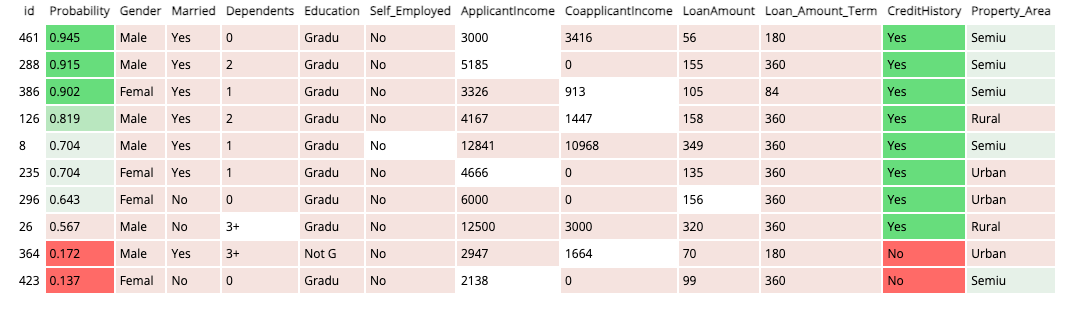 id Probability Gender Married Dependents Education Self_Employed ApplicantIncome CoapplicantIncome LoanAmount Loan_Amount_Term CreditHistory Property_Area
461 0.945 Male Yes 0 Gradu No 3000 3416 56 180 Yes Semiu
288 0.915 Male Yes 2 Gradu No 5185 0 155 360 Yes Semiu
386 0.902 Femal Yes 1 Gradu No 3326 913 105 84 Yes Semiu
126 0.819 Male Yes 2 Gradu No 4167 1447 158 360 Yes Rural
8 0.704 Male Yes 1 Gradu No 12841 10968 349 360 Yes Semiu
235 0.704 Femal Yes 1 Gradu No 4666 0 135 360 Yes Urban
296 0.643 Femal No 0 Gradu No 6000 0 156 360 Yes Urban
26 0.567 Male No 3+ Gradu No 12500 3000 320 360 Yes Rural
364 0.172 Male Yes 3+ Not G No 2947 1664 70 180 No Urban
423 0.137 Femal No 0 Gradu No 2138 0 99 360 No Semiu